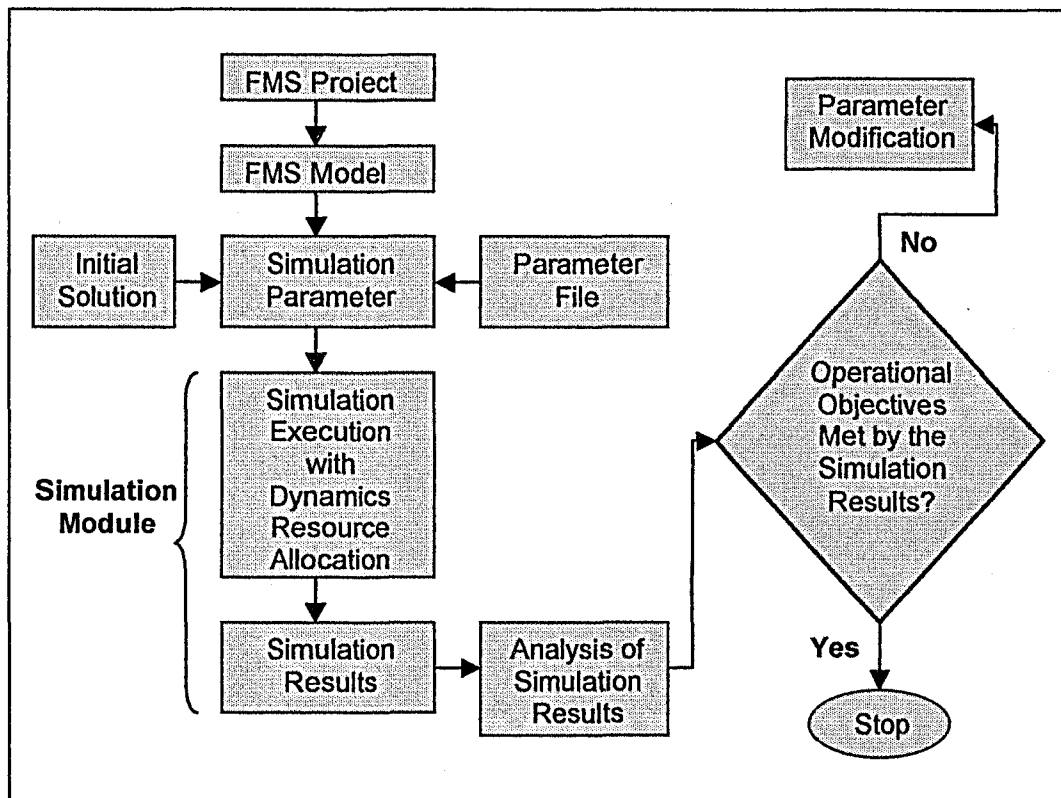 FMS Project
FMS Model
Initial
Solution
Simulation
Parameter
Parameter
File
Simulation
Module
Simulation
Execution
with
Dynamics
Resource
Allocation
Simulation
Results
Analysis of
Simulation
Results
Parameter
Modification
No
Operational
Objectives
Met by the
Simulation
Results?
Yes
Stop